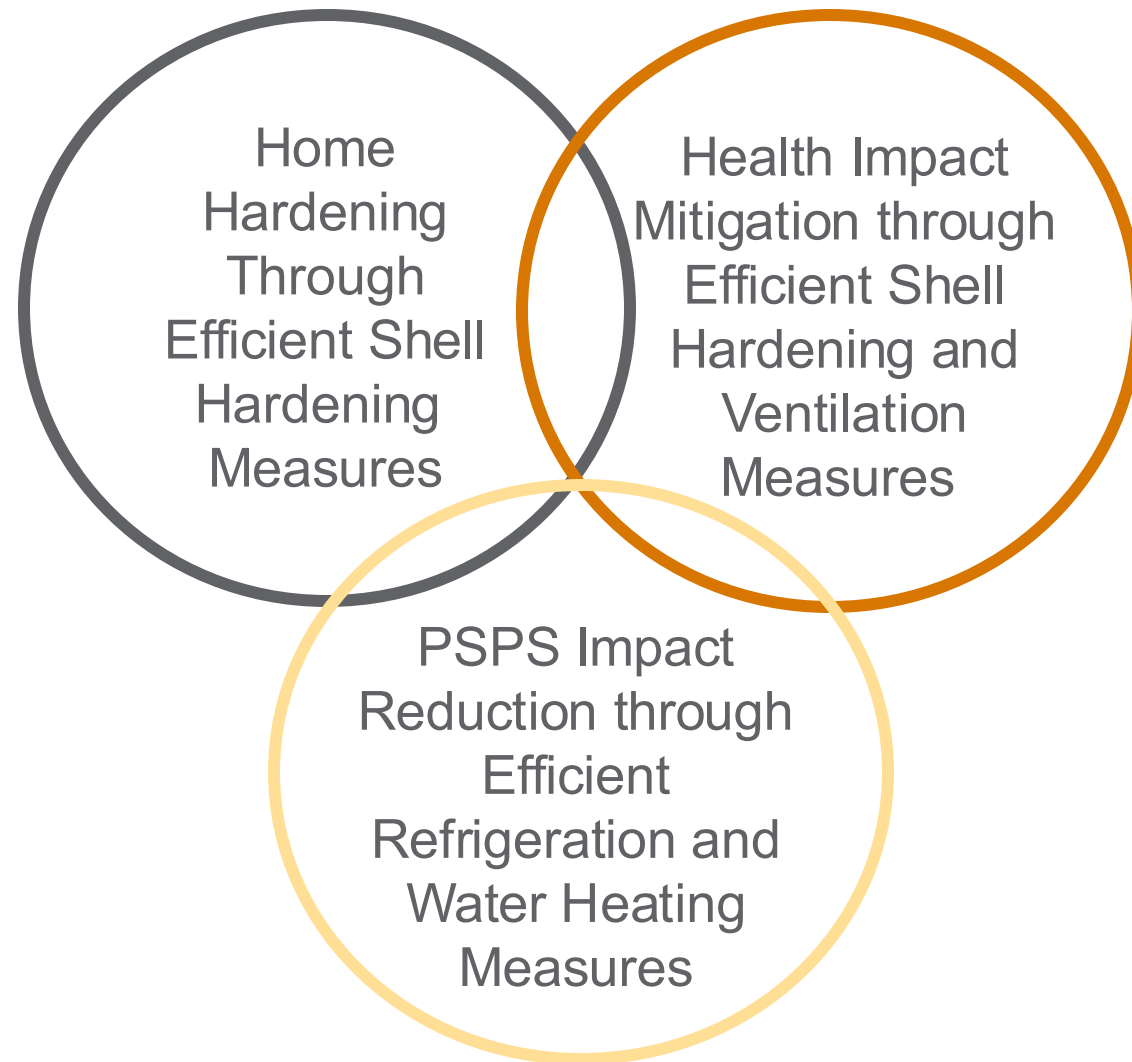 Home
Hardening
Through
Efficient Shell
Hardening
Measures
Health Impact
Mitigation through
Efficient Shell
Hardening and
Ventilation
Measures
PSPS Impact
Reduction through
Efficient
Refrigeration and
Water Heating
Measures